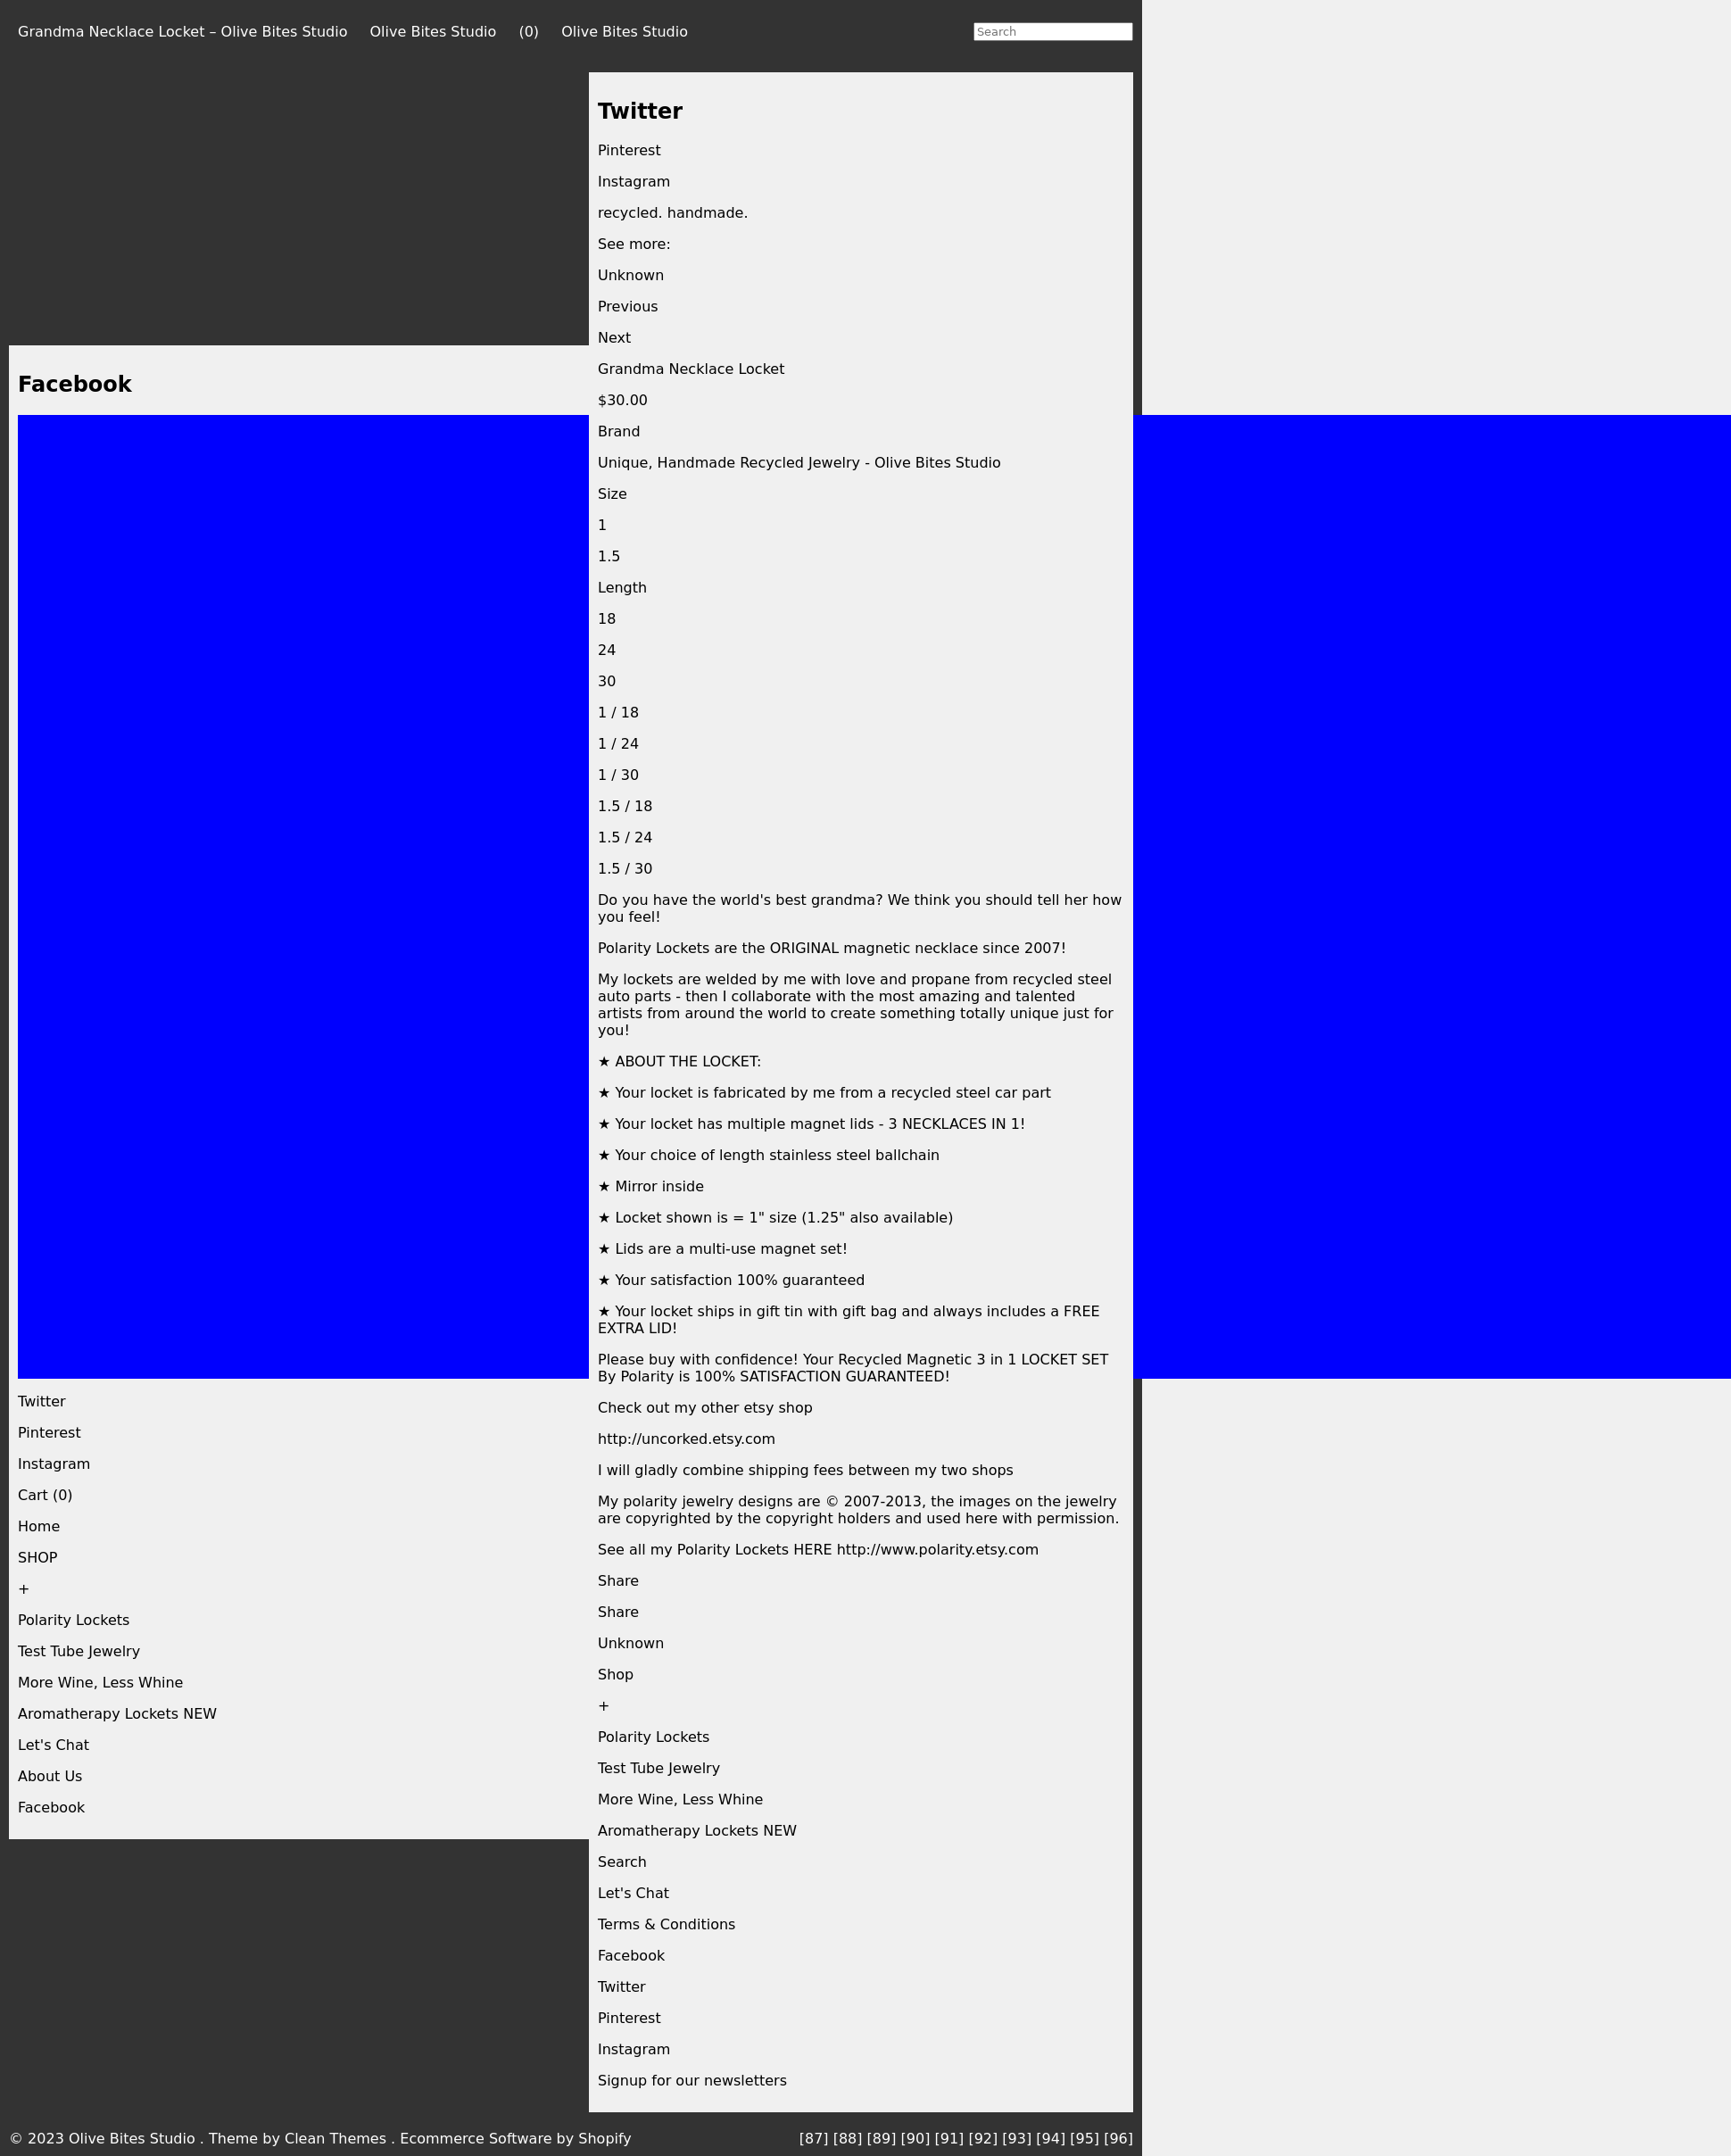 Grandma Necklace Locket – Olive Bites Studio Olive Bites Studio (0) Olive Bites Studio Search
Facebook
Twitter
Pinterest
Instagram
Cart (0)
Home
SHOP
+
Polarity Lockets
Test Tube Jewelry
More Wine, Less Whine
Aromatherapy Lockets NEW
Let's Chat
About Us
Facebook
Twitter
Pinterest
Instagram
recycled. handmade.
See more:
Unknown
Previous
Next
Grandma Necklace Locket
$30.00
Brand
Unique, Handmade Recycled Jewelry - Olive Bites Studio
Size
1
1.5
Length
18
24
30
1 / 18
1 / 24
1 / 30
1.5 / 18
1.5 / 24
1.5 / 30
Do you have the world's best grandma? We think you should tell her how
you feel!
Polarity Lockets are the ORIGINAL magnetic necklace since 2007!
My lockets are welded by me with love and propane from recycled steel
auto parts - then I collaborate with the most amazing and talented
artists from around the world to create something totally unique just for
you!
★ ABOUT THE LOCKET:
★ Your locket is fabricated by me from a recycled steel car part
★ Your locket has multiple magnet lids - 3 NECKLACES IN 1!
★ Your choice of length stainless steel ballchain
★ Mirror inside
★ Locket shown is = 1" size (1.25" also available)
★ Lids are a multi-use magnet set!
★ Your satisfaction 100% guaranteed
★ Your locket ships in gift tin with gift bag and always includes a FREE
EXTRA LID!
Please buy with confidence! Your Recycled Magnetic 3 in 1 LOCKET SET
By Polarity is 100% SATISFACTION GUARANTEED!
Check out my other etsy shop
http://uncorked.etsy.com
I will gladly combine shipping fees between my two shops
My polarity jewelry designs are © 2007-2013, the images on the jewelry
are copyrighted by the copyright holders and used here with permission.
See all my Polarity Lockets HERE http://www.polarity.etsy.com
Share
Share
Unknown
Shop
+
Polarity Lockets
Test Tube Jewelry
More Wine, Less Whine
Aromatherapy Lockets NEW
Search
Let's Chat
Terms & Conditions
Facebook
Twitter
Pinterest
Instagram
Signup for our newsletters
© 2023 Olive Bites Studio . Theme by Clean Themes . Ecommerce Software by Shopify [87] [88] [89] [90] [91] [92] [93] [94] [95] [96]